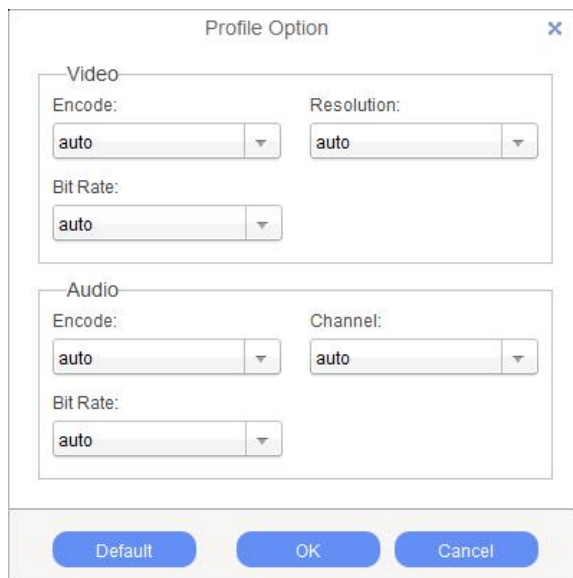 Profile Option
Video
Encode: Resolution:
auto auto
Bit Rate:
auto
Audio
Encode: Channel:
auto auto
Bit Rate:
auto
Default OK Cancel